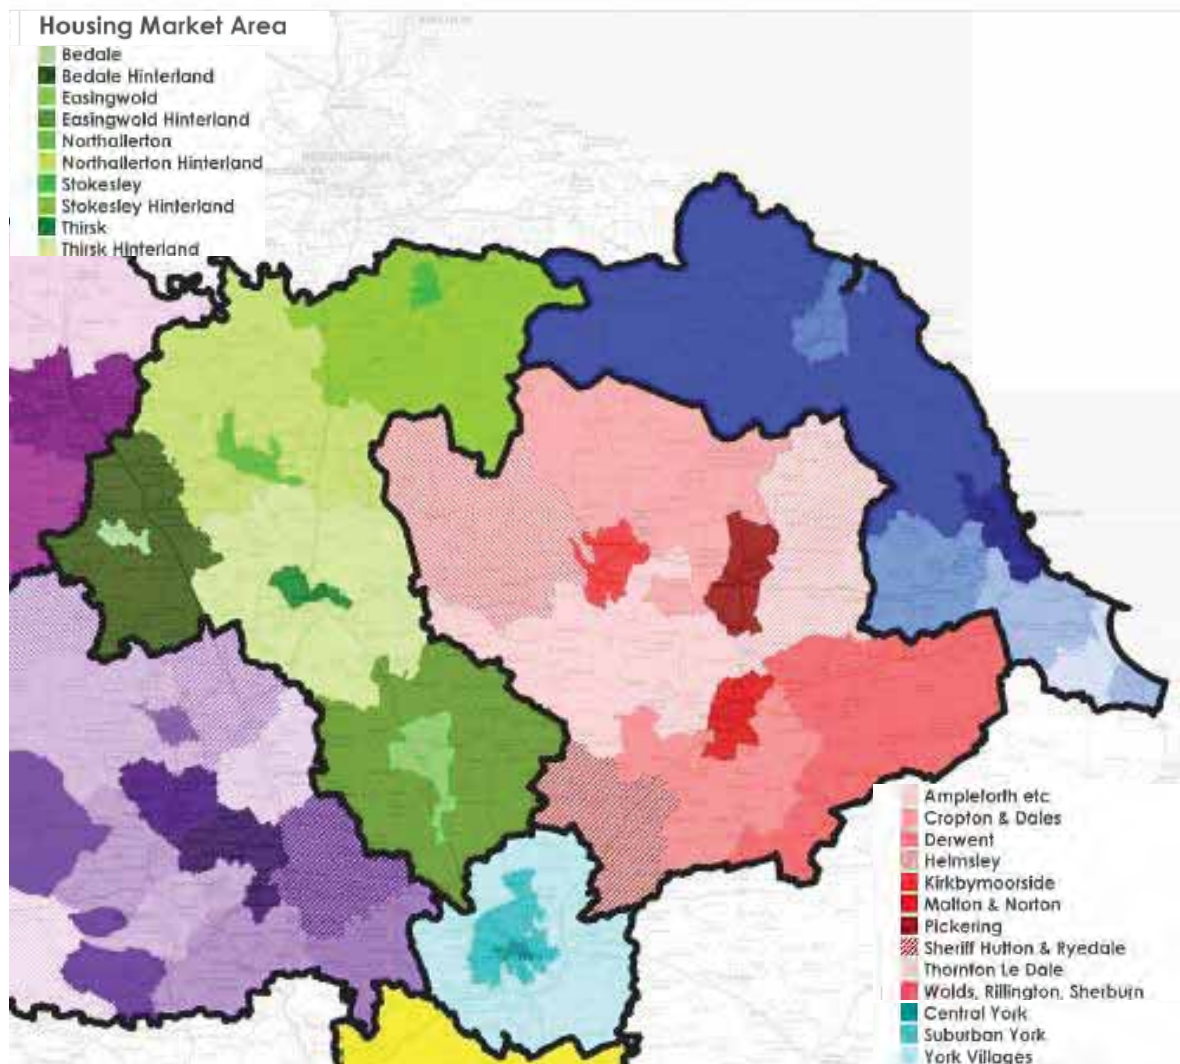 Housing Market Area
Bedale
Bedale Hinterland
Easingwold
Easingwold Hinterland
Northallerton
Northallerton Hinterland
Stokesley
Stokesley Hinterland
Thirsk
Thirsk Hinterland
Ampleforth etc
Cropton & Dales
Derwent
Helmsley
Kirkbymoorside
Malton & Norton
Pickering
Sheriff Hutton & Ryedale
Thornton Le Dale
Wolds, Rillington, Sherburn
Central York
Suburban York
York Villages